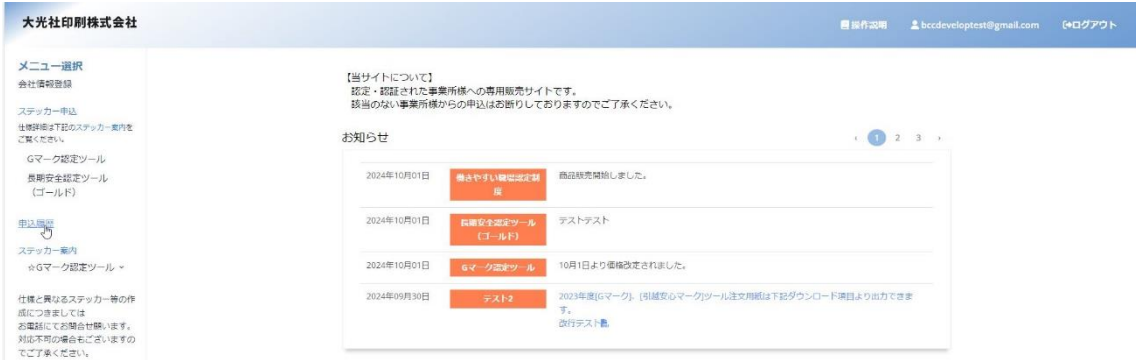 大光社印刷株式会社
操作説明
bccdeveloptest@gmail.com
ログアウト
メニュー選択
会社情報登録
ステッカー申込
仕様詳細は下記のステッカー案内を
ご覧ください。
Gマーク認定ツール
長期安全認定ツール
（ゴールド）
申込履歴
ステッカー案内
☆Gマーク認定ツール
仕様と異なるステッカー等の作
成につきましては
お電話にてお問合せ願います。
対応不可の場合もございますの
でご了承ください。
【当サイトについて】
認定・認証された事業所様への専用販売サイトです。
該当のない事業所様からの申込はお断りしておりますのでご了承ください。
お知らせ
‹ 1 2 3 ›
2024年10月01日
働きやすい職場認定制
度
商品販売開始しました。
2024年10月01日
長期安全認定ツール
（ゴールド）
テストテスト
2024年10月01日
Gマーク認定ツール
10月1日より価格改定されました。
2024年09月30日
テスト2
2023年度[Gマーク]、[引越安心マーク]ツール注文用紙は下記ダウンロード項目より出力できま
す。
改行テスト